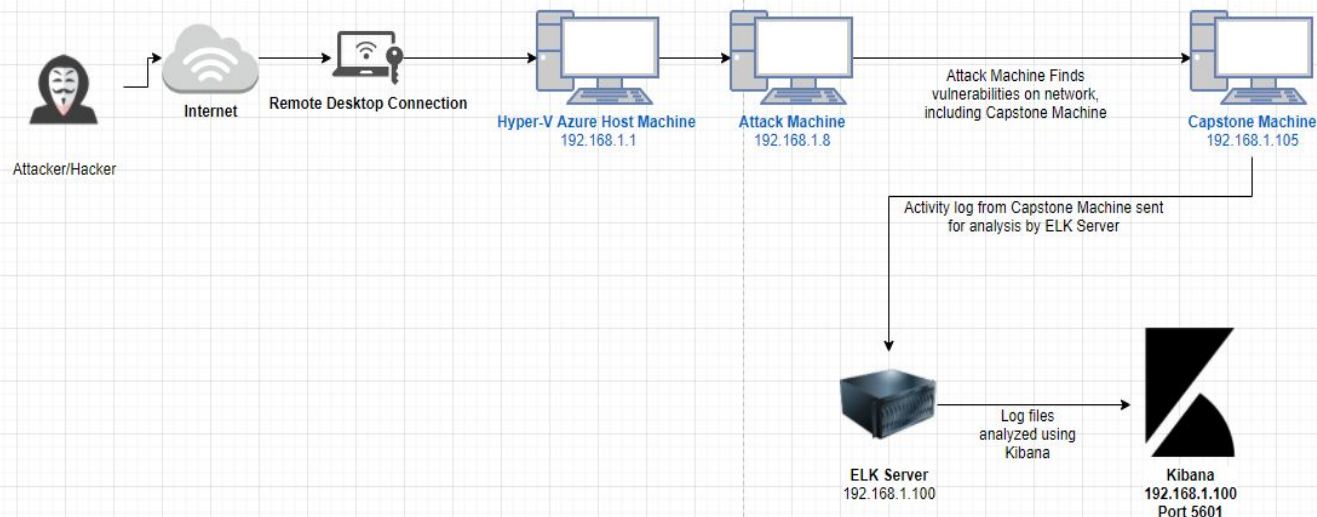 Attacker/Hacker
Internet
Remote Desktop Connection
Hyper-V Azure Host Machine
192.168.1.1
Attack Machine
192.168.1.8
Attack Machine Finds
vulnerabilities on network,
including Capstone Machine
Capstone Machine
192.168.1.105
Activity log from Capstone Machine sent
for analysis by ELK Server
ELK Server
192.168.1.100
Log files
analyzed using
Kibana
Kibana
192.168.1.100
Port 5601